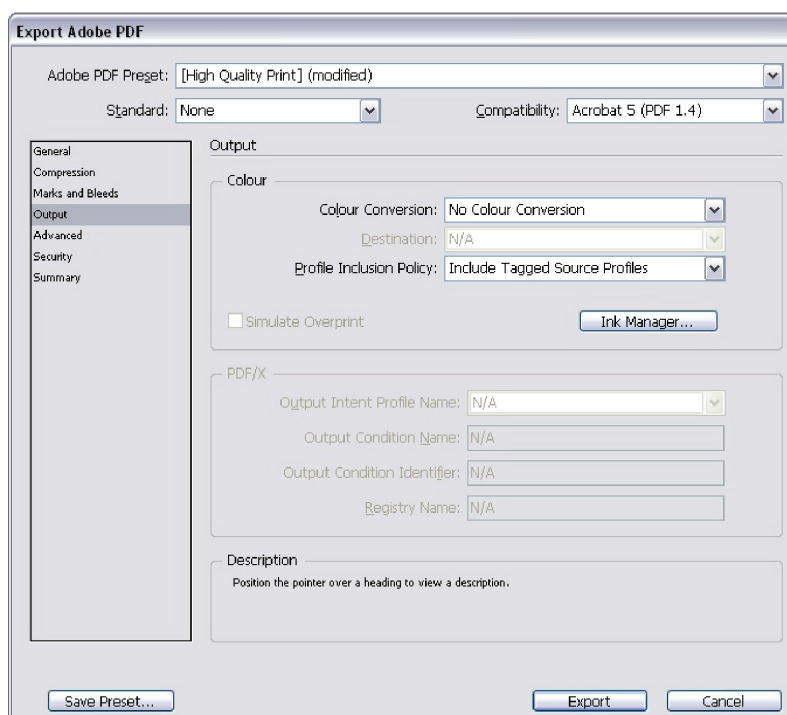 Export Adobe PDF
Adobe PDF Preset: [High Quality Print] (modified)
Standard: None Compatibility: Acrobat 5 (PDF 1.4)
General
Compression
Marks and Bleeds
Output
Advanced
Security
Summary
Output
Colour
Colour Conversion: No Colour Conversion
Destination: N/A
Profile Inclusion Policy: Include Tagged Source Profiles
Simulate Overprint Ink Manager...
PDF/X
Output Intent Profile Name: N/A
Output Condition Name: N/A
Output Condition Identifier: N/A
Registry Name: N/A
Description
Position the pointer over a heading to view a description.
Save Preset... Export Cancel